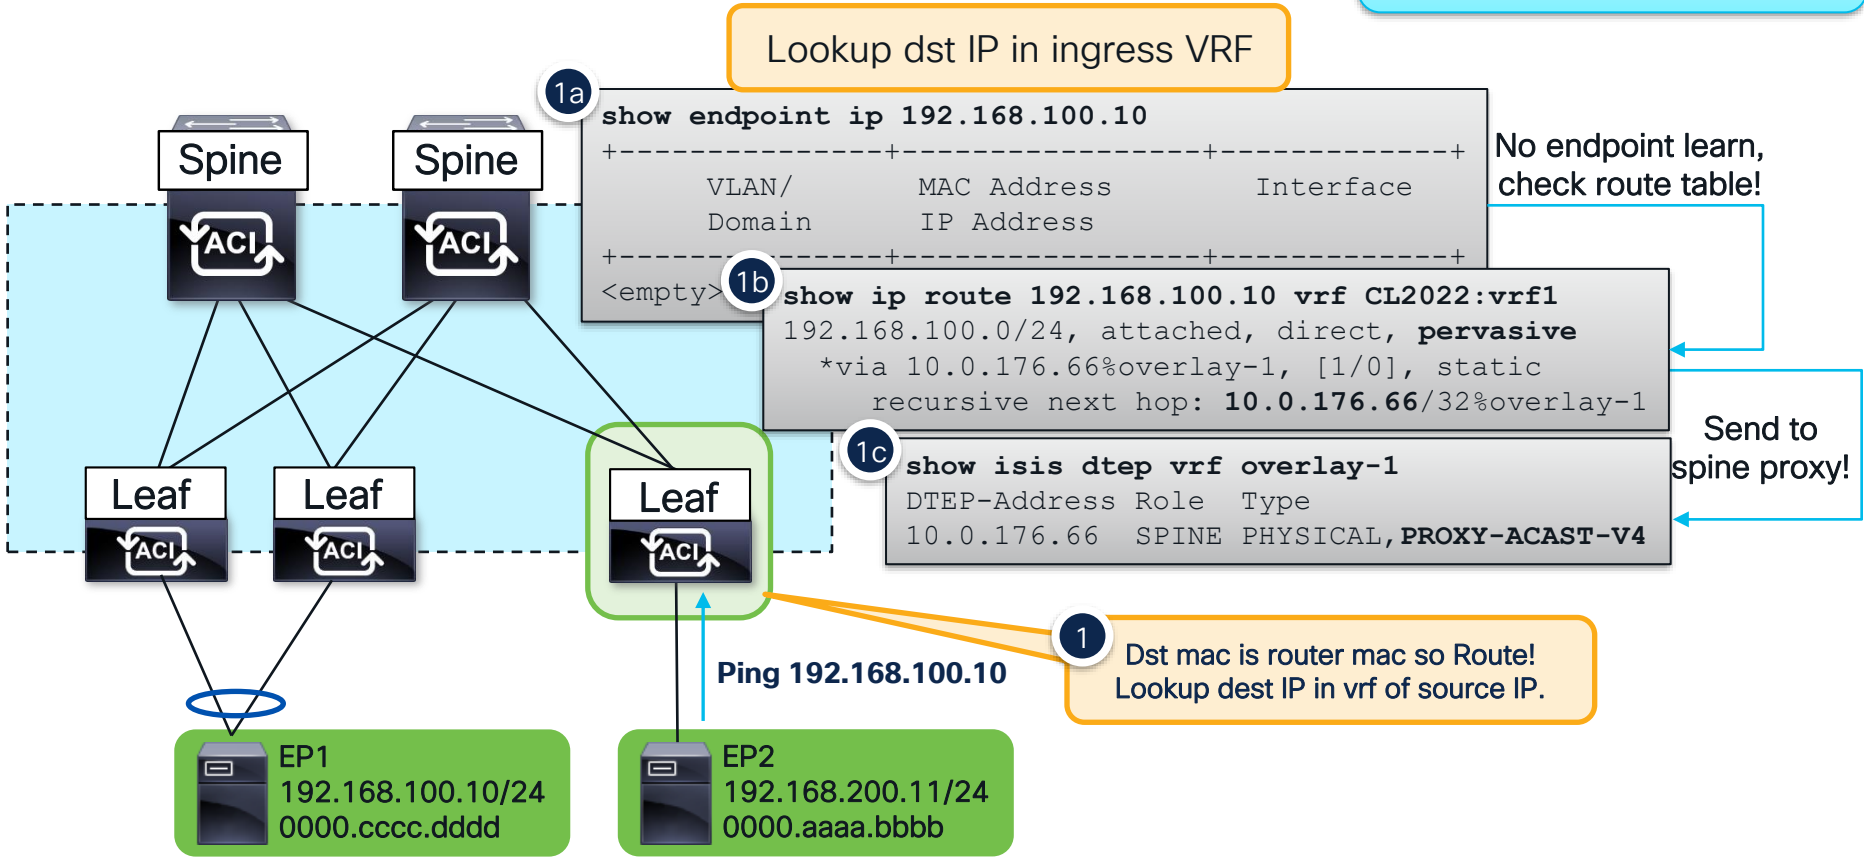 Lookup dst IP in ingress VRF
1a
show endpoint ip 192.168.100.10
+---------------+-----------------+-------------+
VLAN/ MAC Address Interface
Domain IP Address
+---------------+-----------------+-------------+
<empty>
No endpoint learn,
check route table!
1b
show ip route 192.168.100.10 vrf CL2022:vrf1
192.168.100.0/24, attached, direct, pervasive
*via 10.0.176.66%overlay-1, [1/0], static
recursive next hop: 10.0.176.66/32%overlay-1
Send to
spine proxy!
1c
show isis dtep vrf overlay-1
DTEP-Address Role Type
10.0.176.66 SPINE PHYSICAL,PROXY-ACAST-V4
Spine
ACI
Spine
ACI
Leaf
ACI
Leaf
ACI
Leaf
ACI
1
Dst mac is router mac so Route!
Lookup dest IP in vrf of source IP.
Ping 192.168.100.10
EP1
192.168.100.10/24
0000.cccc.dddd
EP2
192.168.200.11/24
0000.aaaa.bbbb